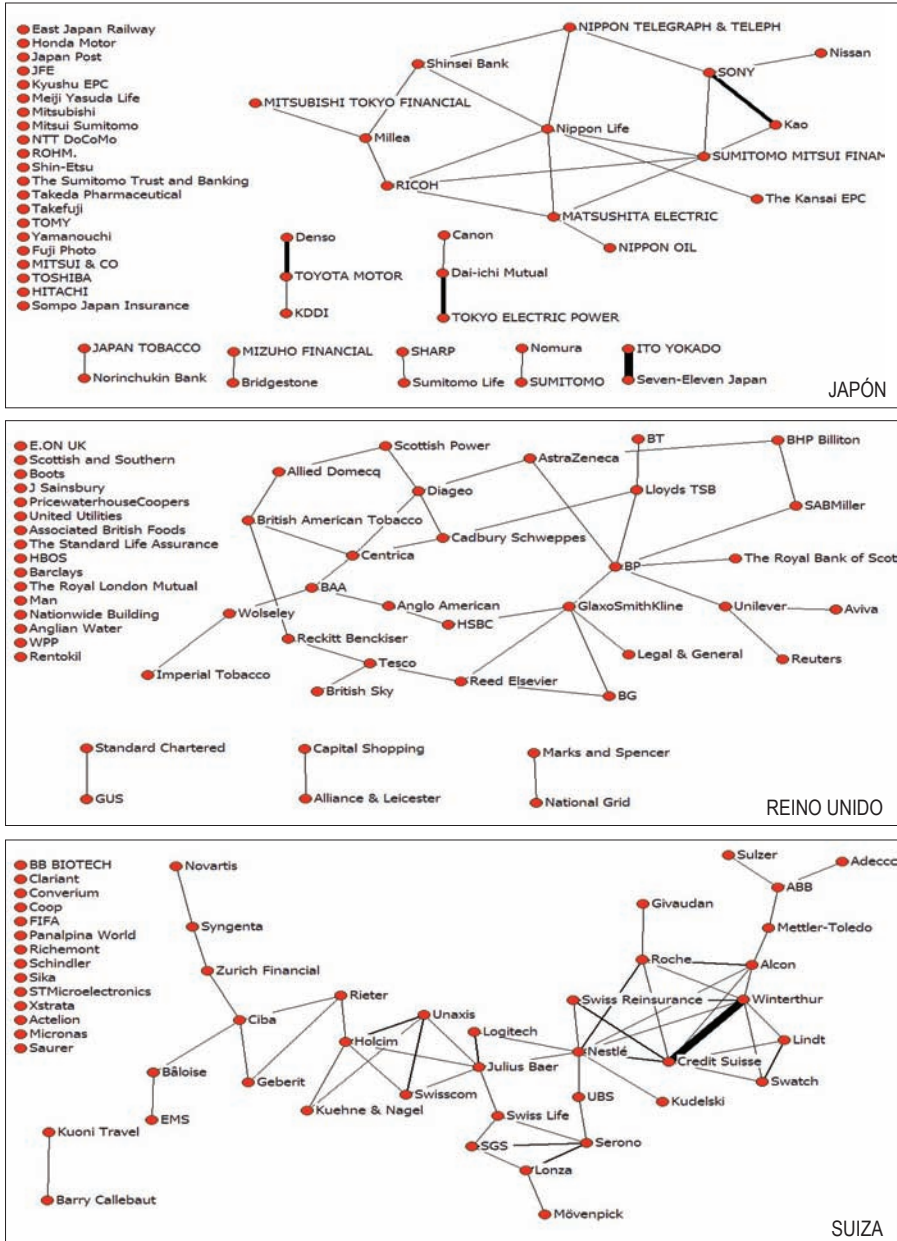 East Japan Railway
Honda Motor
Japan Post
JFE
Kyushu EPC
Meiji Yasuda Life
Mitsubishi
Mitsui Sumitomo
NTT DoCoMo
ROHM.
Shin-Etsu
The Sumitomo Trust and Banking
Takeda Pharmaceutical
Takefuji
TOMY
Yamanouchi
Fuji Photo
MITSUI & CO
TOSHIBA
HITACHI
Sompo Japan Insurance
NIPPON TELEGRAPH & TELEPH
Nissan
Shinsei Bank
SONY
MITSUBISHI TOKYO FINANCIAL
Kao
Millea
Nippon Life
SUMITOMO MITSUI FINAN
RICOH
The Kansai EPC
MATSUSHITA ELECTRIC
NIPPON OIL
Denso
Canon
TOYOTA MOTOR
Dai-ichi Mutual
KDDI
TOKYO ELECTRIC POWER
JAPAN TOBACCO
MIZUHO FINANCIAL
SHARP
Nomura
ITO YOKADO
Norinchukin Bank
Bridgestone
Sumitomo Life
SUMITOMO
Seven-Eleven Japan
JAPÓN
E.ON UK
Scottish and Southern
Boots
J Sainsbury
PricewaterhouseCoopers
United Utilities
Associated British Foods
The Standard Life Assurance
HBOS
Barclays
The Royal London Mutual
Man
Nationwide Building
Anglian Water
WPP
Rentokil
Scottish Power
BT
BHP Billiton
AstraZeneca
Allied Domecq
Diageo
Lloyds TSB
SABMiller
British American Tobacco
Cadbury Schweppes
Centrica
The Royal Bank of Scot
BP
BAA
Anglo American
GlaxoSmithKline
Unilever
Aviva
Wolseley
HSBC
Reckitt Benckiser
Legal & General
Reuters
Tesco
Imperial Tobacco
Reed Elsevier
British Sky
BG
Standard Chartered
Capital Shopping
Marks and Spencer
GUS
Alliance & Leicester
National Grid
REINO UNIDO
BB BIOTECH
Clariant
Converium
Coop
FIFA
Panalpina World
Richemont
Schindler
Sika
STMicroelectronics
Xstrata
Actelion
Micronas
Saurer
Novartis
Sulzer
Adecco
ABB
Givaudan
Syngenta
Mettler-Toledo
Roche
Alcon
Zurich Financial
Rieter
Swiss Reinsurance
Winterthur
Unaxis
Ciba
Logitech
Holcim
Nestlé
Lindt
Julius Baer
Credit Suisse
Bâloise
Geberit
Swisscom
Swatch
UBS
Kudelski
Kuehne & Nagel
EMS
Swiss Life
Kuoni Travel
SGS
Serono
Lonza
Barry Callebaut
Mövenpick
SUIZA